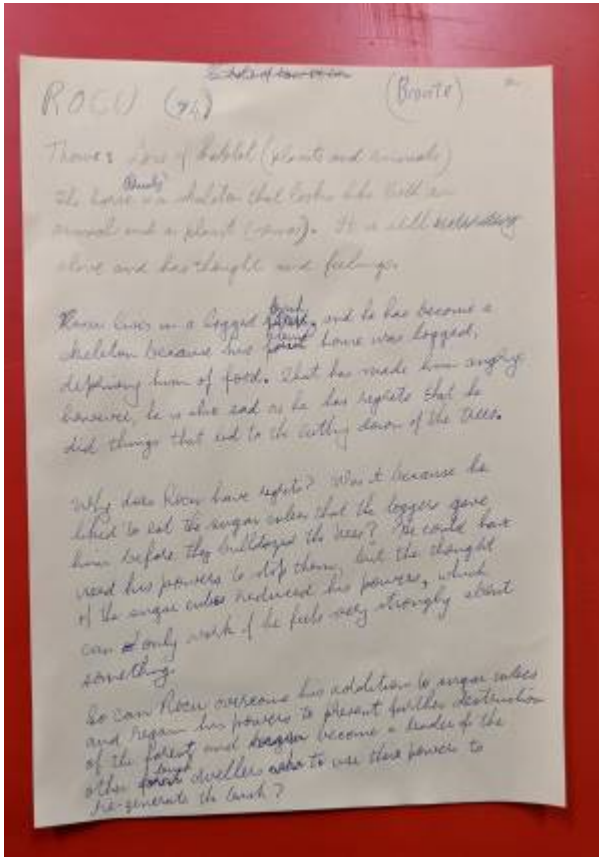 ROCU (Bronte)
Theme: Loss of habitat (plants and animals)
The horse is a skeleton that looks like both an
animal and a plant. It is still
alive and has thought and feelings.
Rocu lives in a logged bush, and he has become a
skeleton because his home was logged,
depriving him of food. That has made him angry
however, he is also sad as he has regrets that he
did things that led to the cutting down of the trees.
Why does Rocu have regrets? Was it because he
liked to eat the sugar cubes that the loggers gave
him before they bulldozed the trees? He could have
used his powers to stop them, but the thought
of the sugar cubes reduced his powers, which
can only work if he feels very strongly about
something.
So can Rocu overcome his addiction to sugar cubes
and regain his powers to prevent further destruction
of the forest, and become a leader of the
other bush dwellers to use their powers to
re-generate the bush?